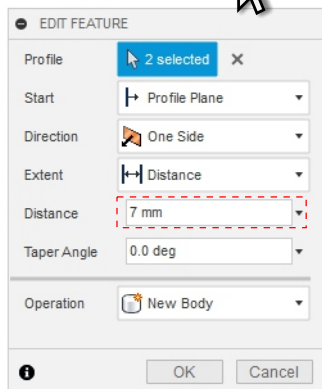 EDIT FEATURE
Profile 2 selected
Start Profile Plane
Direction One Side
Extent Distance
Distance 7 mm
Taper Angle 0.0 deg
Operation New Body
OK Cancel